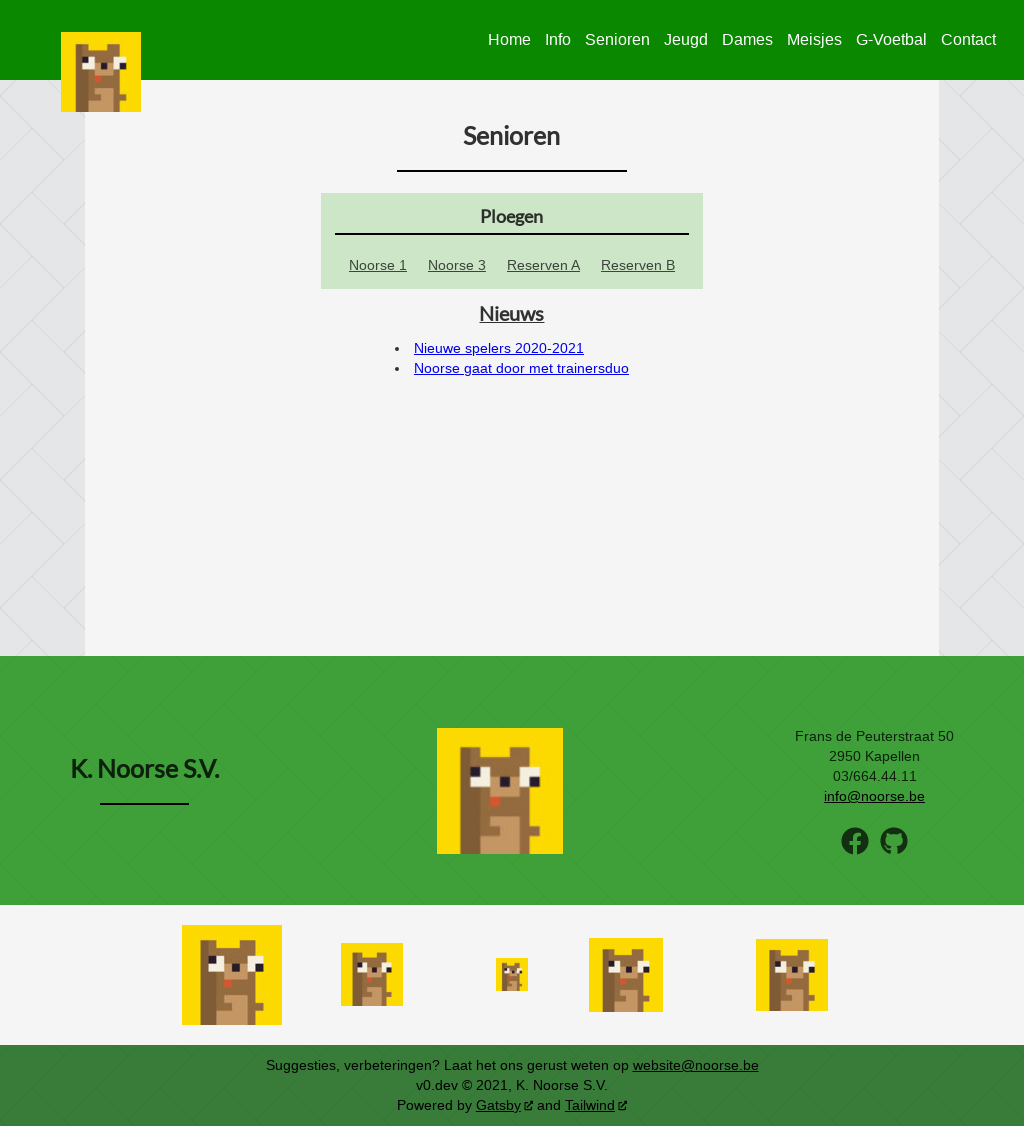 Home Info Senioren Jeugd Dames Meisjes G-Voetbal Contact
Senioren
Ploegen
Noorse 1 Noorse 3 Reserven A Reserven B
Nieuws
Nieuwe spelers 2020-2021
Noorse gaat door met trainersduo
K. Noorse S.V.
Frans de Peuterstraat 50
2950 Kapellen
03/664.44.11
info@noorse.be
Suggesties, verbeteringen? Laat het ons gerust weten op website@noorse.be
v0.dev © 2021, K. Noorse S.V.
Powered by Gatsby and Tailwind